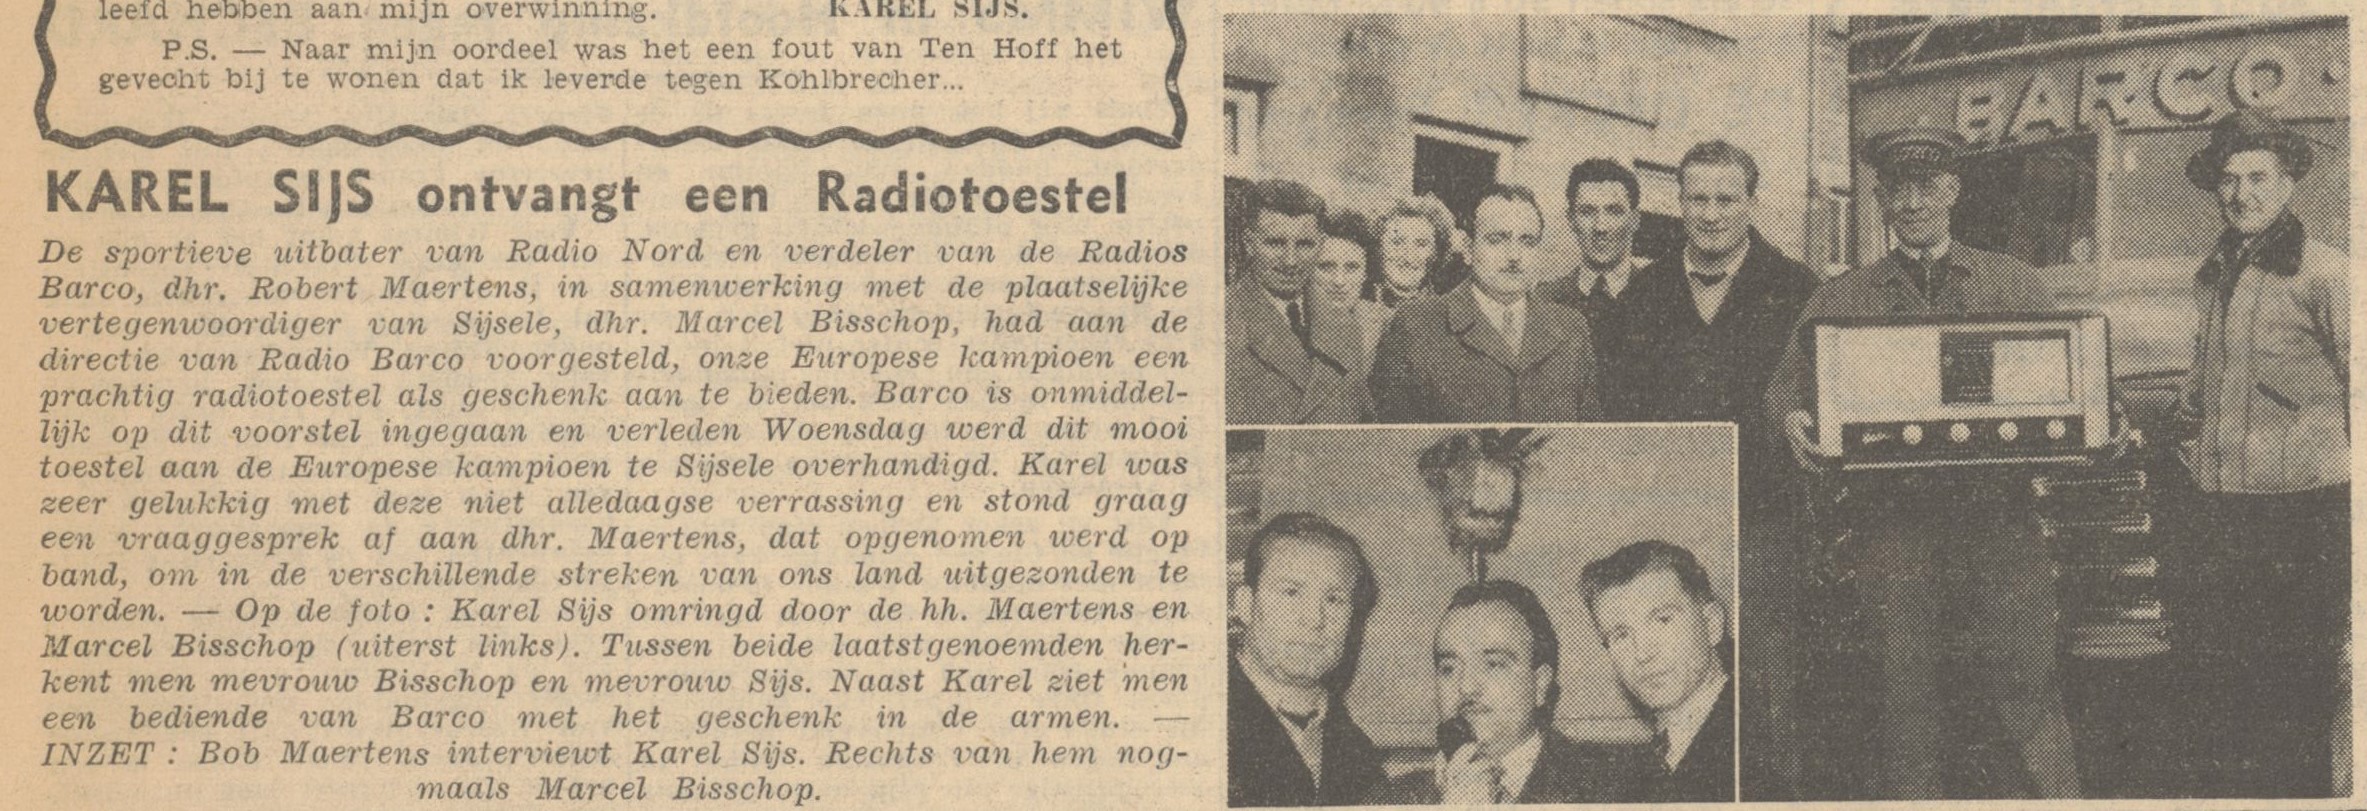 leefd hebben aan mijn overwinning. KAREL SIJS.
P.S. — Naar mijn oordeel was het een fout van Ten Hoff het
gevecht bij te wonen dat ik leverde tegen Kohlbrecher...
KAREL SIJS ontvangt een Radiotoestel
De sportieve uitbater van Radio Nord en verdeler van de Radios
Barco, dhr. Robert Maertens, in samenwerking met de plaatselijke
vertegenwoordiger van Sijsele, dhr. Marcel Bisschop, had aan de
directie van Radio Barco voorgesteld, onze Europese kampioen een
prachtig radiotoestel als geschenk aan te bieden. Barco is onmiddel-
lijk op dit voorstel ingegaan en verleden Woensdag werd dit mooi
toestel aan de Europese kampioen te Sijsele overhandigd. Karel was
zeer gelukkig met deze niet alledaagse verrassing en stond graag
een vraaggesprek af aan dhr. Maertens, dat opgenomen werd op
band, om in de verschillende streken van ons land uitgezonden te
worden. — Op de foto : Karel Sijs omringd door de hh. Maertens en
Marcel Bisschop (uiterst links). Tussen beide laatstgenoemden her-
kent men mevrouw Bisschop en mevrouw Sijs. Naast Karel ziet men
een bediende van Barco met het geschenk in de armen. —
INZET : Bob Maertens interviewt Karel Sijs. Rechts van hem nog-
maals Marcel Bisschop.
BARCO